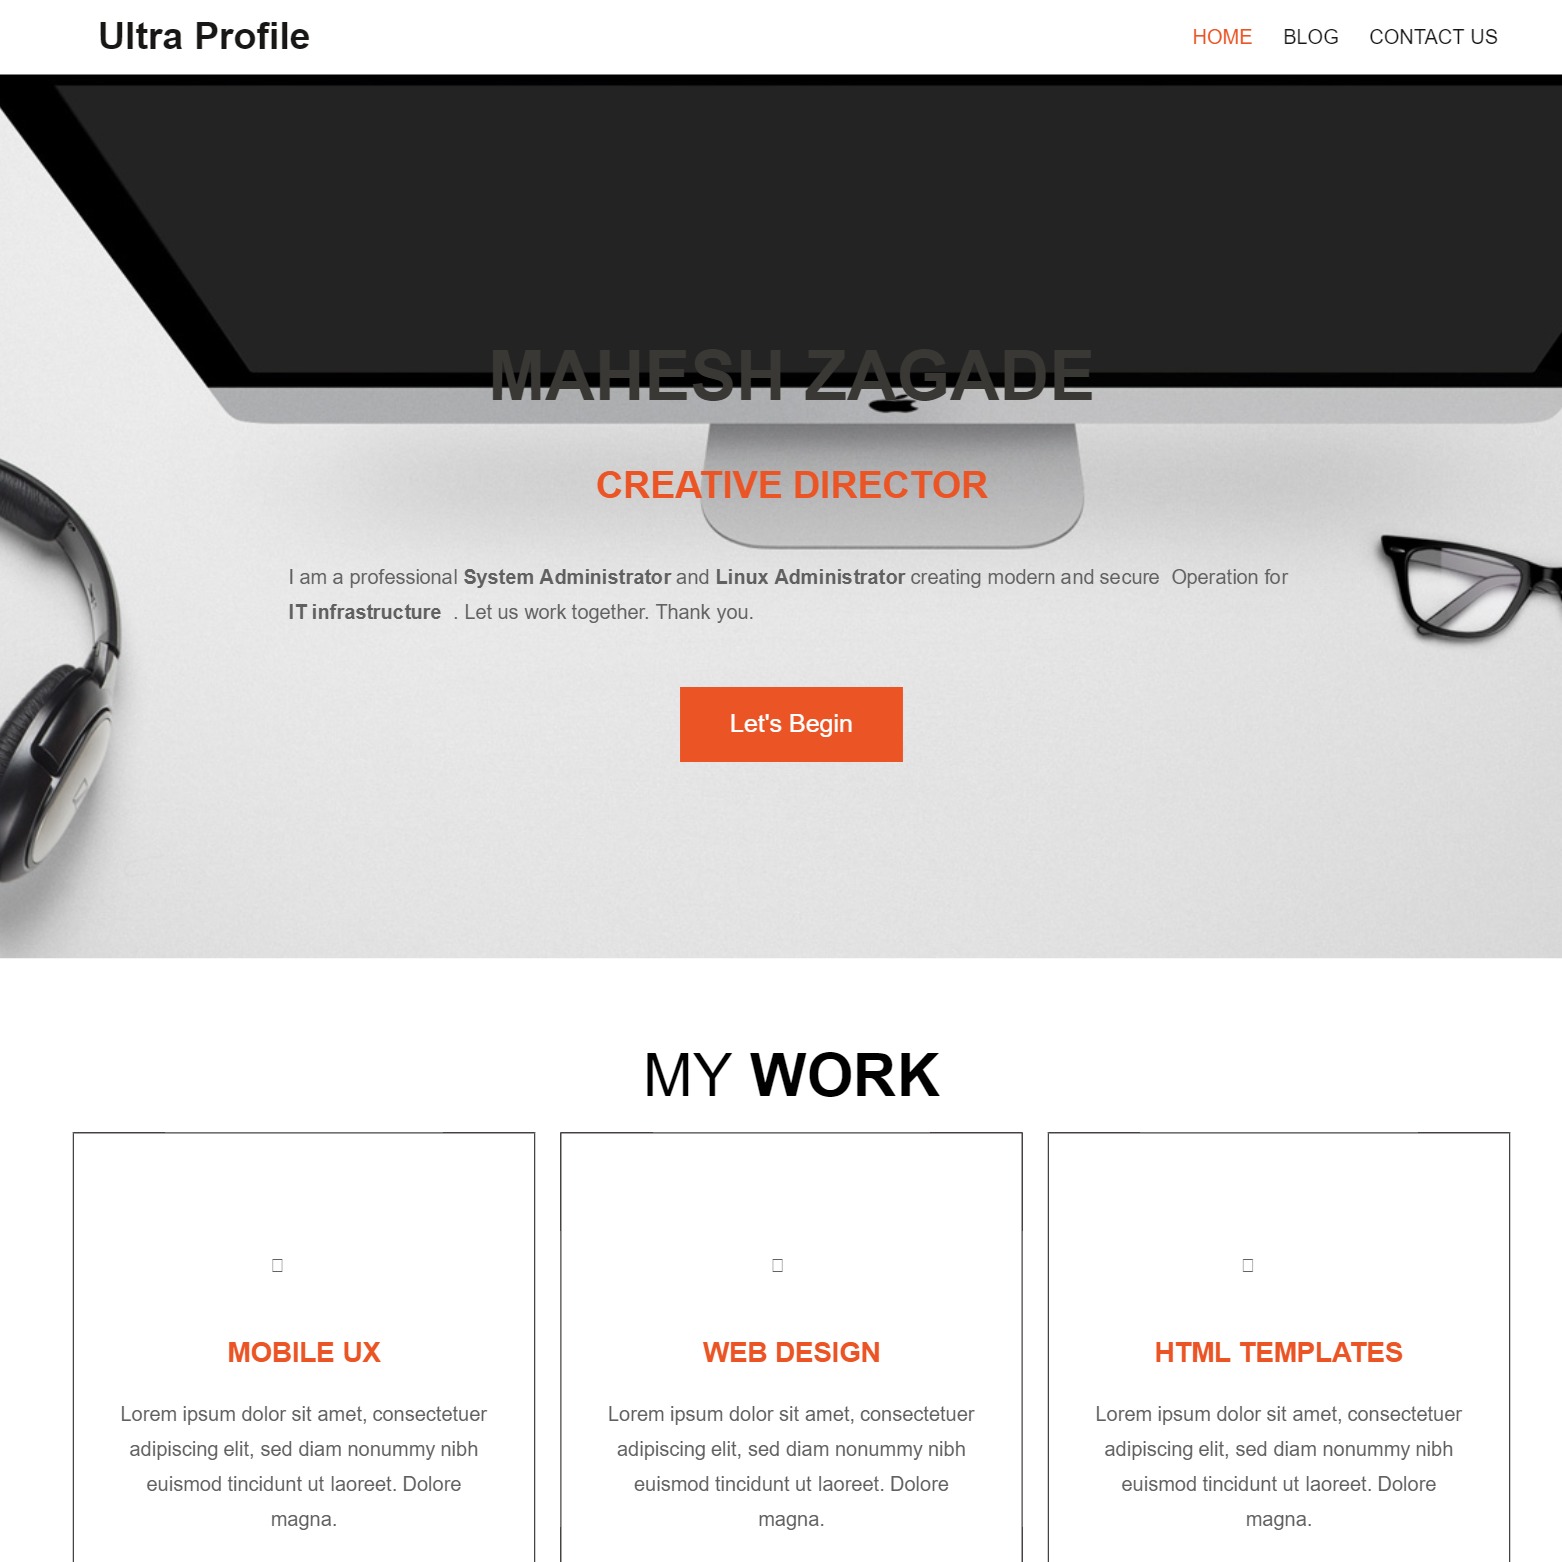 Ultra Profile
HOME BLOG CONTACT US
MAHESH ZAGADE
CREATIVE DIRECTOR
I am a professional System Administrator and Linux Administrator creating modern and secure  Operation for
IT infrastructure  . Let us work together. Thank you.
Let's Begin
MY WORK
MOBILE UX
Lorem ipsum dolor sit amet, consectetuer
adipiscing elit, sed diam nonummy nibh
euismod tincidunt ut laoreet. Dolore
magna.
WEB DESIGN
Lorem ipsum dolor sit amet, consectetuer
adipiscing elit, sed diam nonummy nibh
euismod tincidunt ut laoreet. Dolore
magna.
HTML TEMPLATES
Lorem ipsum dolor sit amet, consectetuer
adipiscing elit, sed diam nonummy nibh
euismod tincidunt ut laoreet. Dolore
magna.